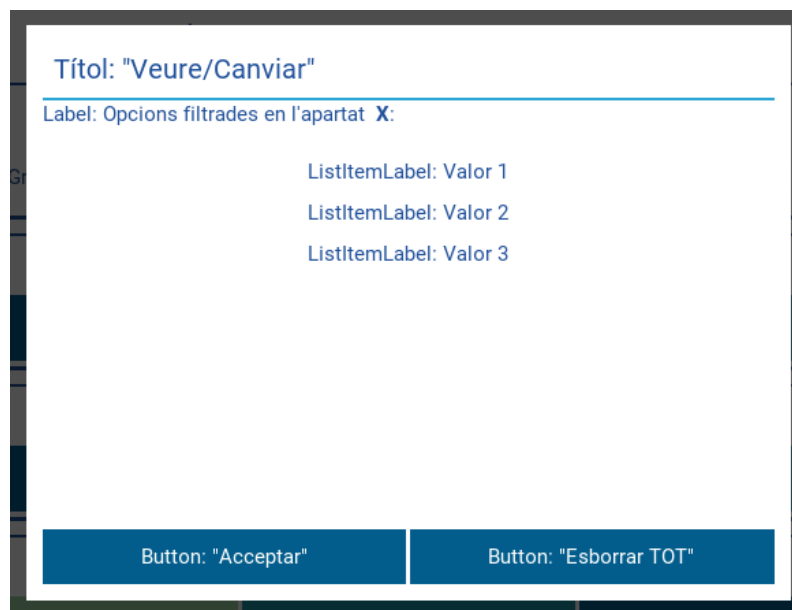 Títol: "Veure/Canviar"
Label: Opcions filtrades en l'apartat X:
ListItemLabel: Valor 1
ListItemLabel: Valor 2
ListItemLabel: Valor 3
Button: "Acceptar"
Button: "Esborrar TOT"